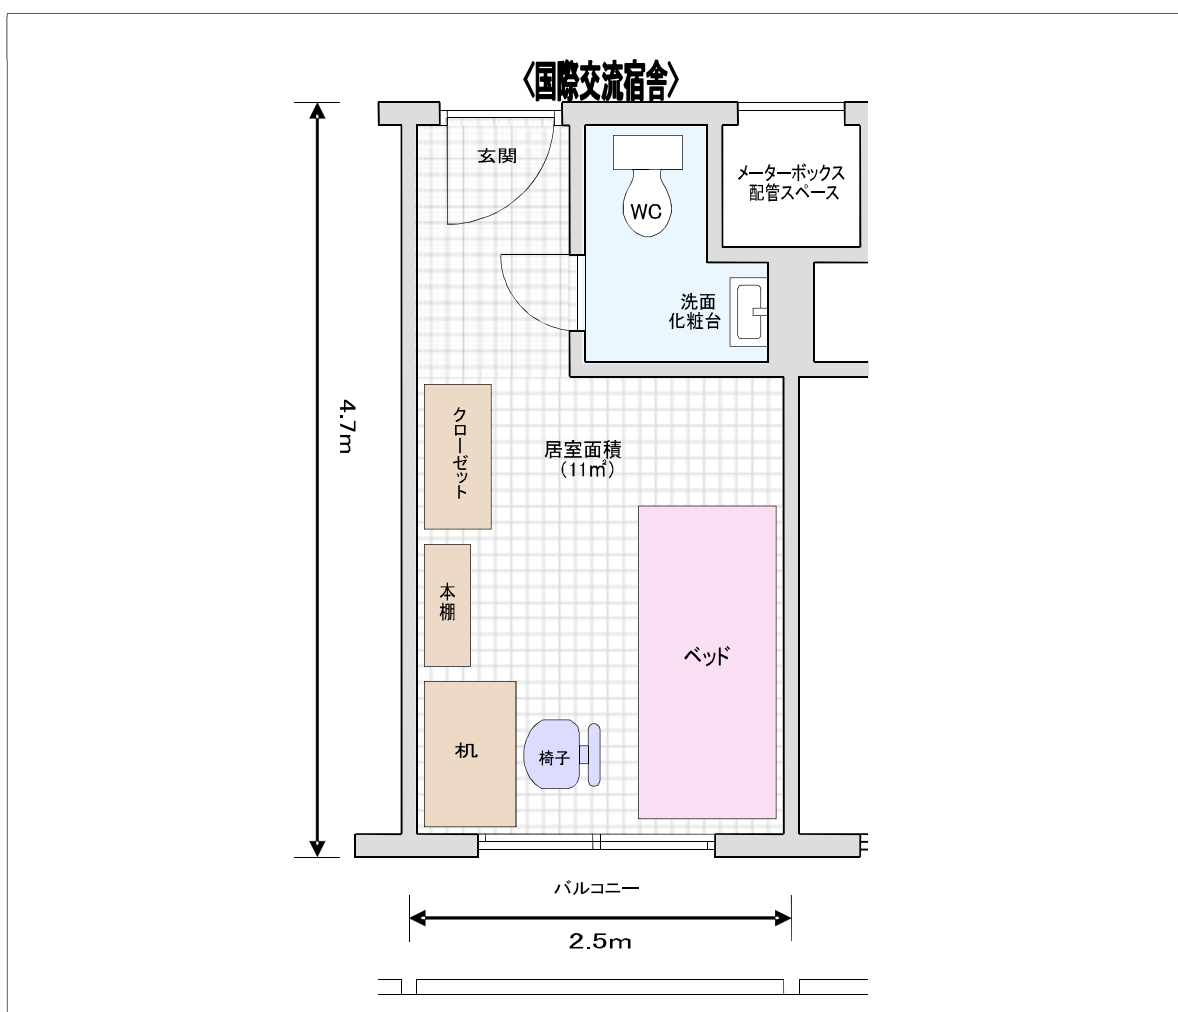 〈国際交流宿舎〉
玄関
WC
メーターボックス
配管スペース
洗面
化粧台
4.7m
クローゼット
居室面積
(11㎡)
本棚
ベッド
机
椅子
バルコニー
2.5m